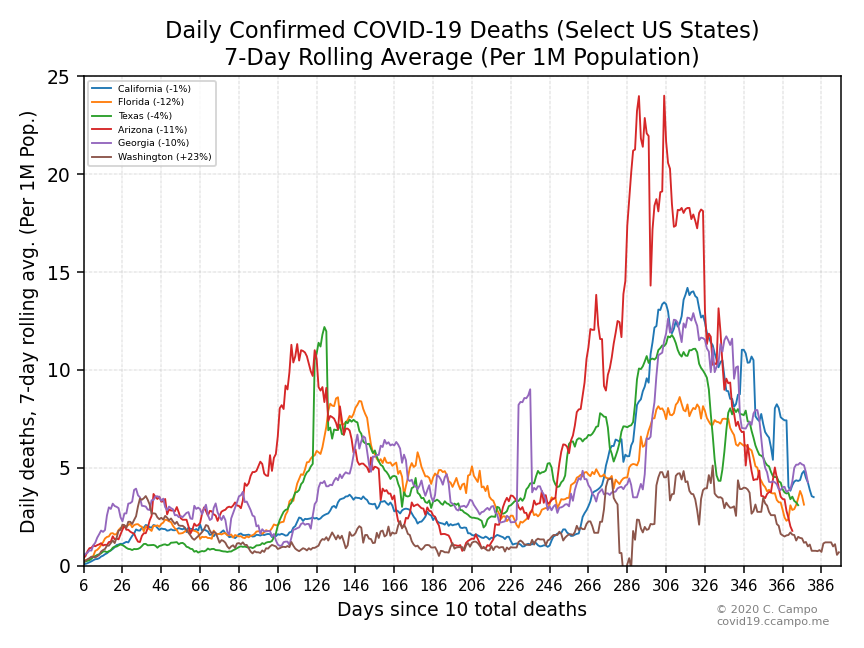 Daily Confirmed COVID-19 Deaths (Select US States)
7-Day Rolling Average (Per 1M Population)
Daily deaths, 7-day rolling avg. (Per 1M Pop.)
25
20
15
10
5
0
California (-1%)
Florida (-12%)
Texas (-4%)
Arizona (-11%)
Georgia (-10%)
Washington (+23%)
6 26 46 66 86 106 126 146 166 186 206 226 246 266 286 306 326 346 366 386
Days since 10 total deaths
© 2020 C. Campo
covid19.ccampo.me